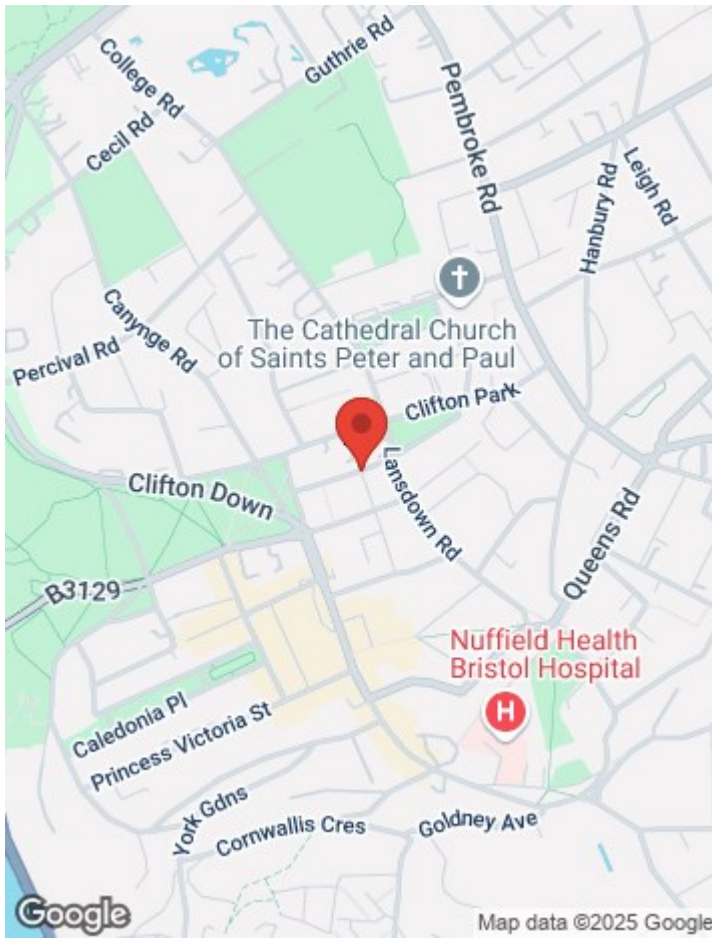 Guthrie Rd
College Rd
Cecil Rd
Pembroke Rd
Leigh Rd
Hanbury Rd
Canynge Rd
Percival Rd
The Cathedral Church
of Saints Peter and Paul
Clifton Park
Clifton Down
Lansdown Rd
Queens Rd
B3129
Nuffield Health
Bristol Hospital
H
Caledonia Pl
Princess Victoria St
York Gdns
Cornwallis Cres
Goldney Ave
Google
Map data ©2025 Google